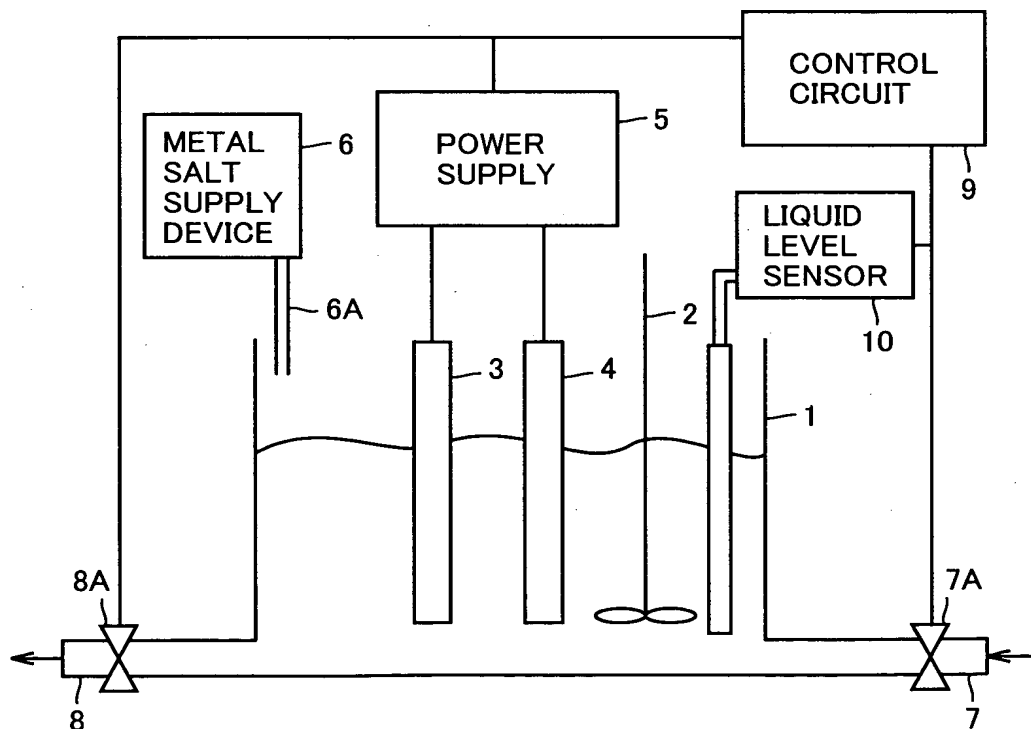 CONTROL
CIRCUIT
9
METAL
SALT
SUPPLY
DEVICE
6
POWER
SUPPLY
5
LIQUID
LEVEL
SENSOR
10
6A
2
3
4
1
8A
7A
8
7